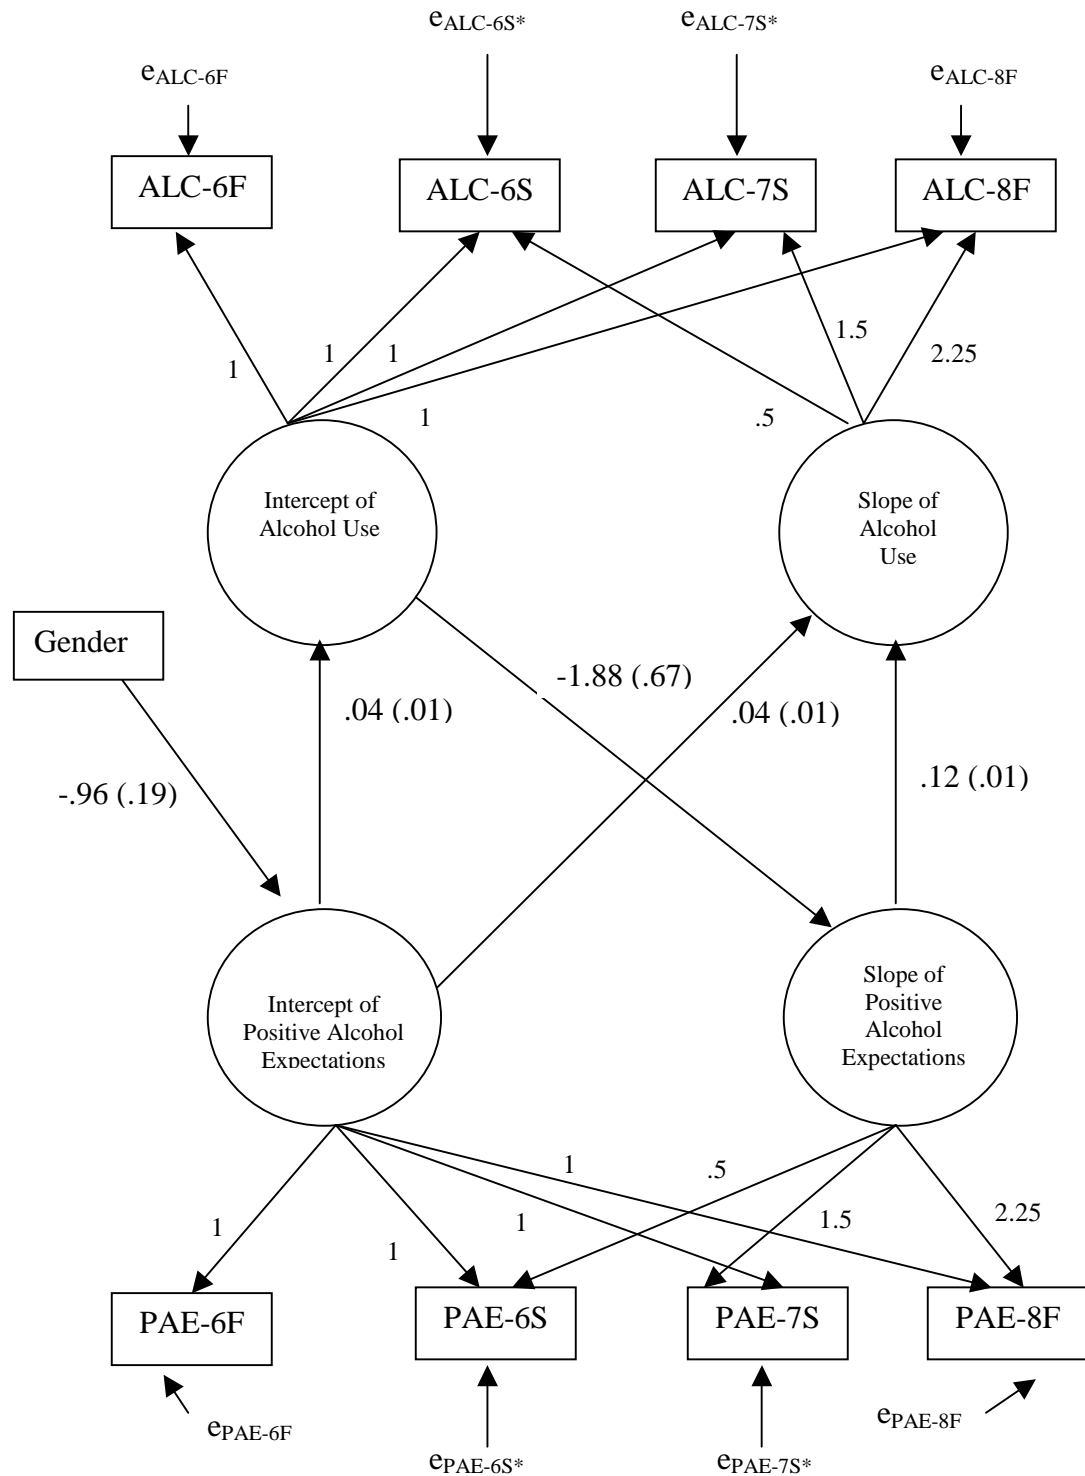 eALC-6S* eALC-7S*
eALC-6F eALC-8F
ALC-6F ALC-6S ALC-7S ALC-8F
1 1 1 1 .5 1.5 2.25
Intercept of
Alcohol Use
Slope of
Alcohol
Use
Gender
-.96 (.19)
.04 (.01)
-1.88 (.67)
.04 (.01)
.12 (.01)
Intercept of
Positive Alcohol
Expectations
Slope of
Positive
Alcohol
Expectations
1 1 1 1 .5 1.5 2.25
PAE-6F PAE-6S PAE-7S PAE-8F
ePAE-6F ePAE-8F
ePAE-6S* ePAE-7S*